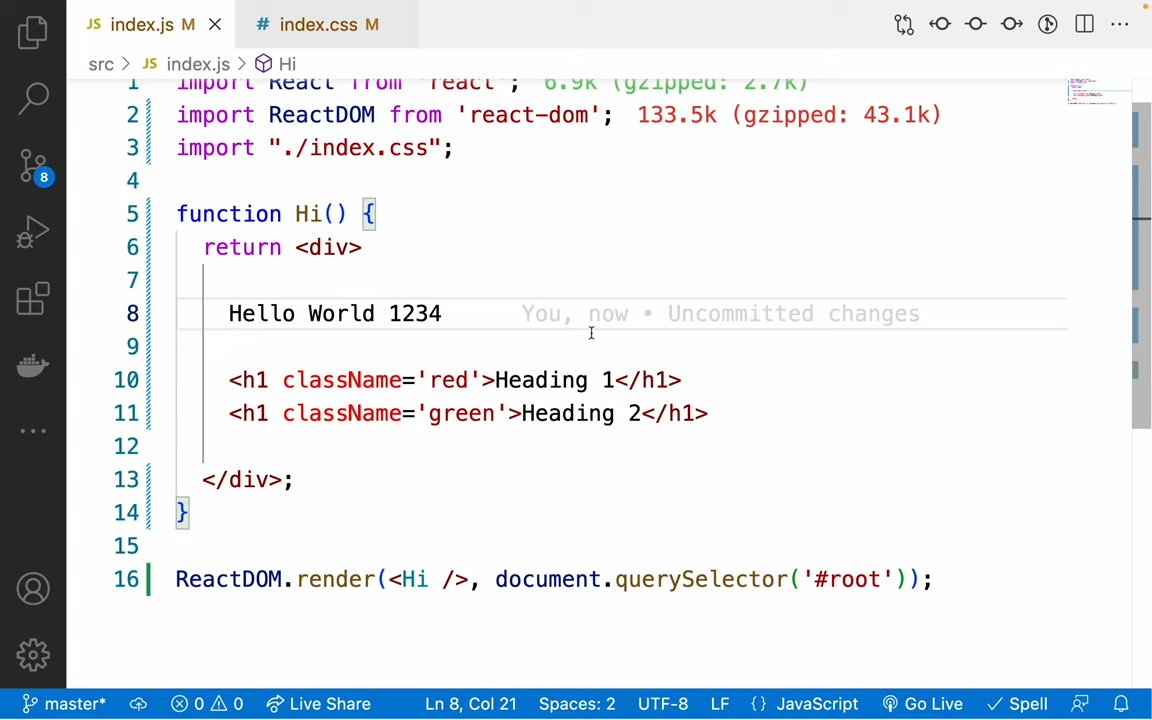 JS index.js M
# index.css M
src > JS index.js > Hi
1 import React from 'react'; 6.9k (gzipped: 2.7k)
2 import ReactDOM from 'react-dom'; 133.5k (gzipped: 43.1k)
3 import "./index.css";
4
5 function Hi() {
6 return <div>
7
8 Hello World 1234 You, now • Uncommitted changes
9
10 <h1 className='red'>Heading 1</h1>
11 <h1 className='green'>Heading 2</h1>
12
13 </div>;
14 }
15
16 ReactDOM.render(<Hi />, document.querySelector('#root'));
8
master* 0 0 Live Share Ln 8, Col 21 Spaces: 2 UTF-8 LF {} JavaScript Go Live Spell